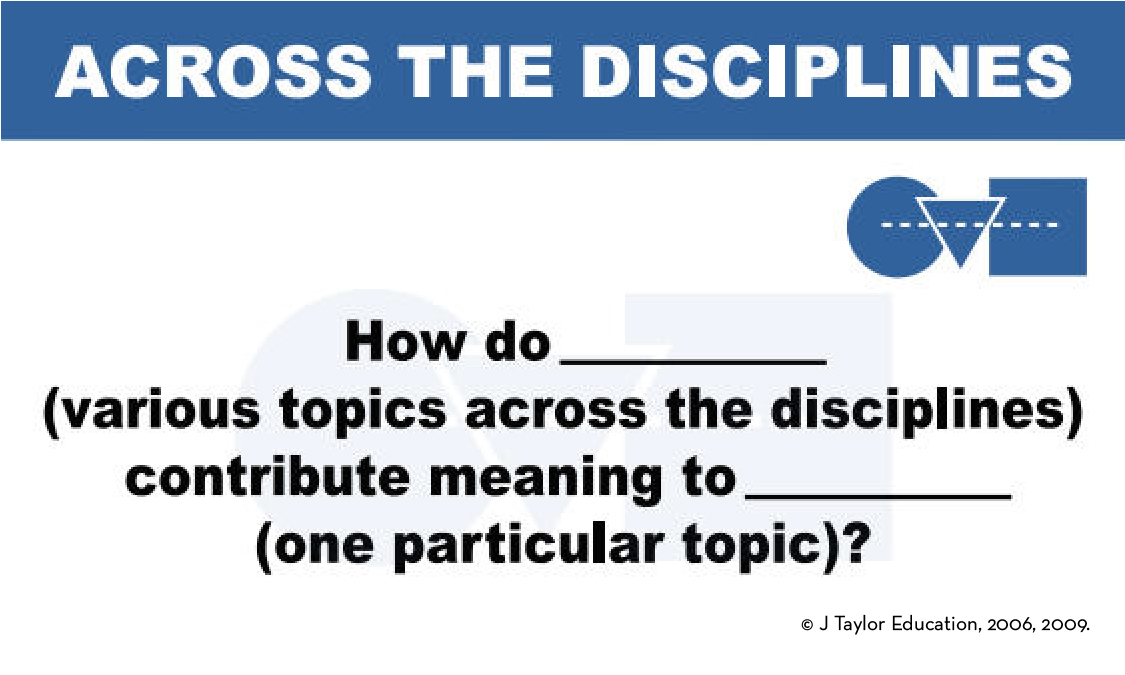 ACROSS THE DISCIPLINES
How do __________
(various topics across the disciplines)
contribute meaning to __________
(one particular topic)?
© J Taylor Education, 2006, 2009.